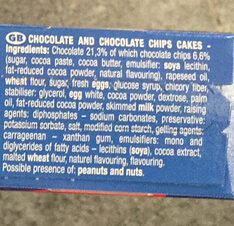 GB CHOCOLATE AND CHOCOLATE CHIPS CAKES -
Ingredients: Chocolate 21,3% of which chocolate chips 6,6%
(sugar, cocoa paste, cocoa butter, emulsifier: soya lecithin,
fat-reduced cocoa powder, natural flavouring), rapeseed oil,
wheat flour, sugar, fresh eggs, glucose syrup, chicory fiber,
stabiliser: glycerol, egg white, cocoa powder, dextrose, palm
oil, fat-reduced cocoa powder, skimmed milk powder, raising
agents: diphosphates – sodium carbonates, preservative:
potassium sorbate, salt, modified corn starch, gelling agents:
carrageenan – xanthan gum, emulsifiers: mono and
diglycerides of fatty acids – lecithins (soya), cocoa extract,
malted wheat flour, naturel flavouring, flavouring.
Possible presence of: peanuts and nuts.